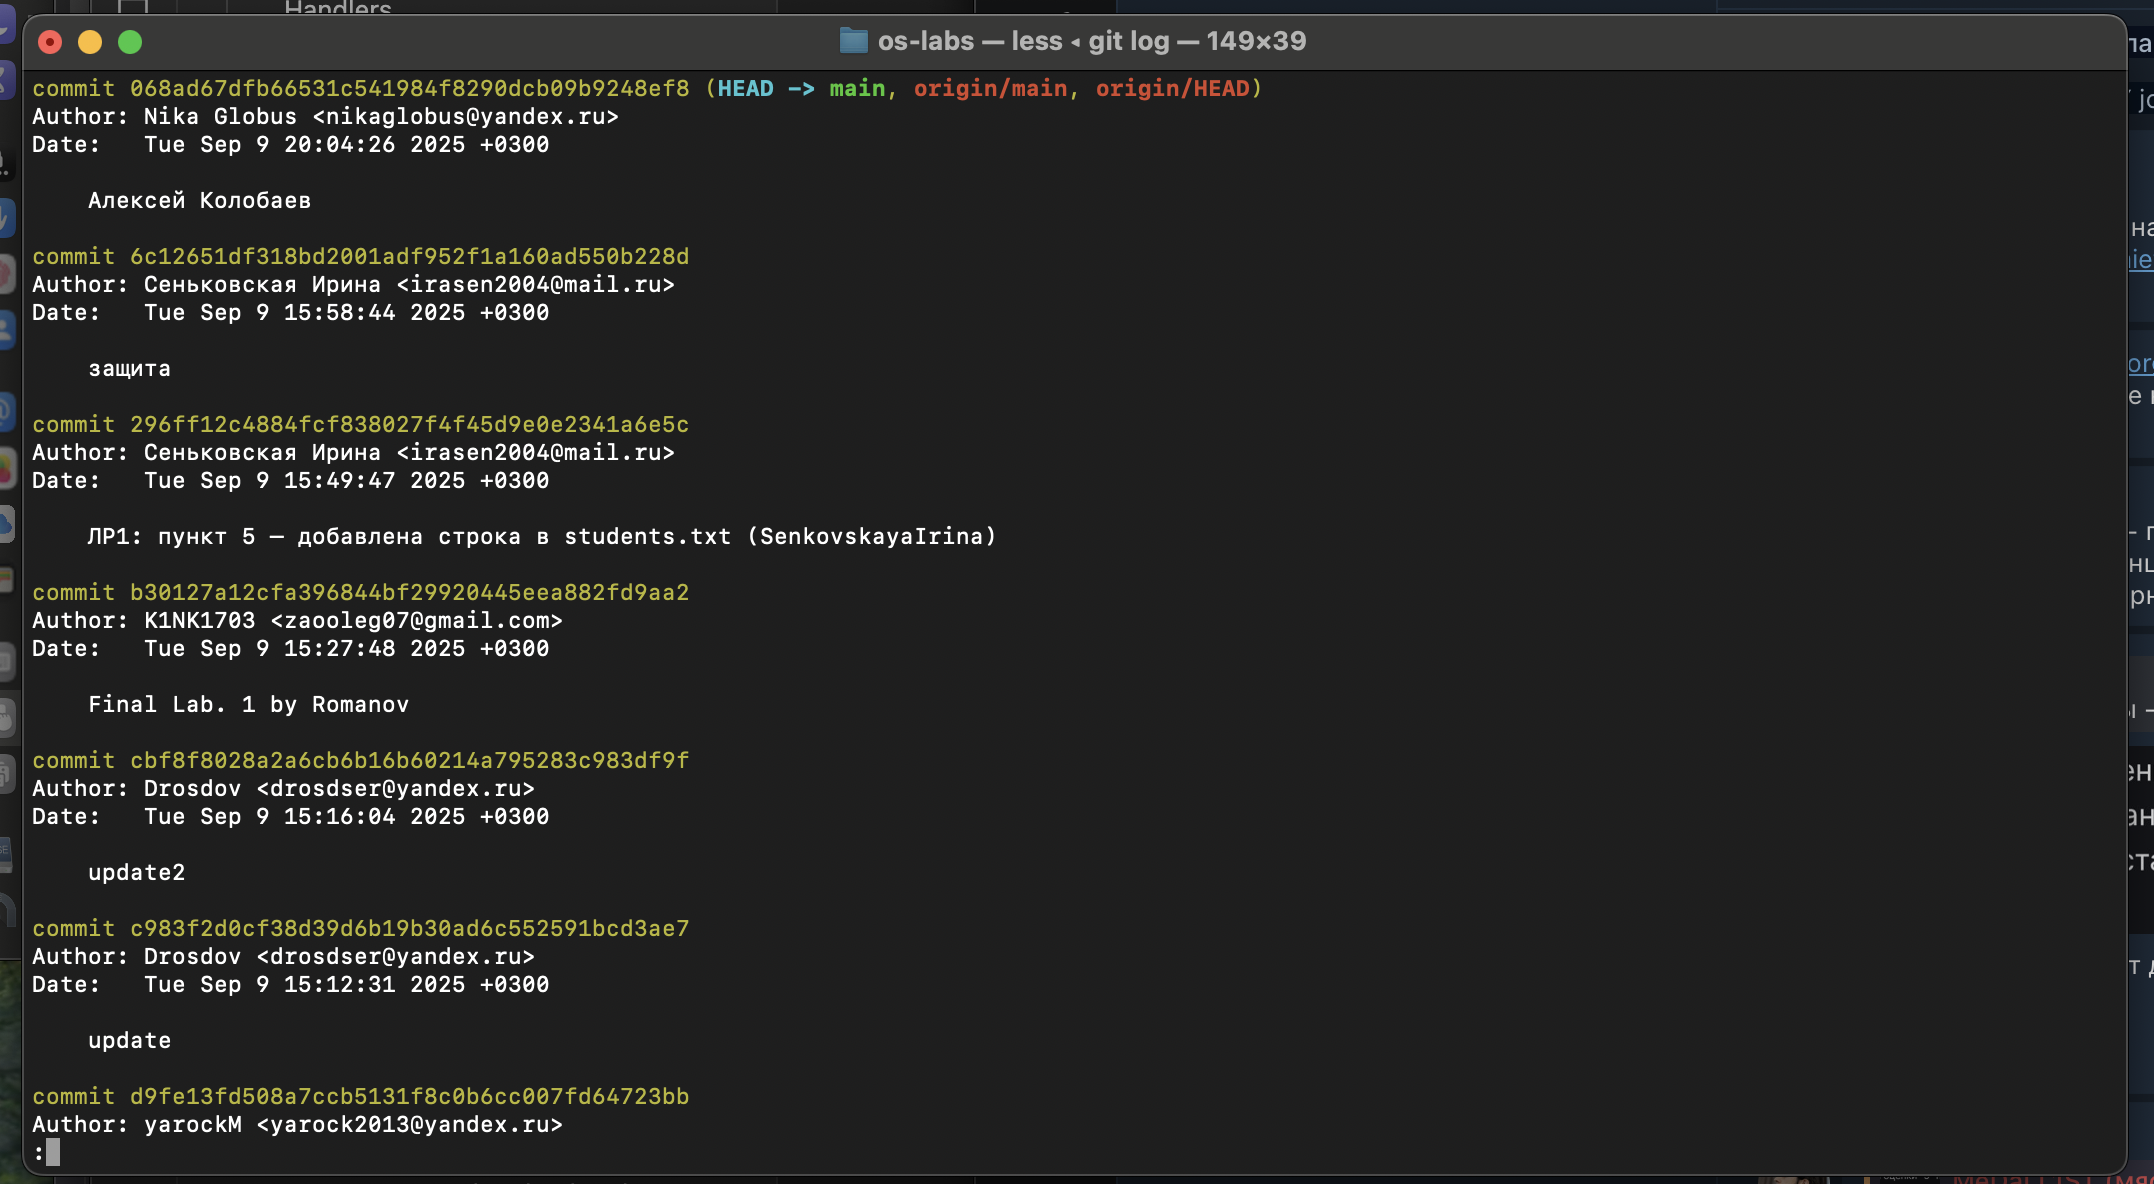 Handlers
os-labs — less ◂ git log — 149×39
commit 068ad67dfb66531c541984f8290dcb09b9248ef8 (HEAD -> main, origin/main, origin/HEAD)
Author: Nika Globus <nikaglobus@yandex.ru>
Date:   Tue Sep 9 20:04:26 2025 +0300
Алексей Колобаев
commit 6c12651df318bd2001adf952f1a160ad550b228d
Author: Сеньковская Ирина <irasen2004@mail.ru>
Date:   Tue Sep 9 15:58:44 2025 +0300
защита
commit 296ff12c4884fcf838027f4f45d9e0e2341a6e5c
Author: Сеньковская Ирина <irasen2004@mail.ru>
Date:   Tue Sep 9 15:49:47 2025 +0300
ЛР1: пункт 5 — добавлена строка в students.txt (SenkovskayaIrina)
commit b30127a12cfa396844bf29920445eea882fd9aa2
Author: K1NK1703 <zaooleg07@gmail.com>
Date:   Tue Sep 9 15:27:48 2025 +0300
Final Lab. 1 by Romanov
commit cbf8f8028a2a6cb6b16b60214a795283c983df9f
Author: Drosdov <drosdser@yandex.ru>
Date:   Tue Sep 9 15:16:04 2025 +0300
update2
commit c983f2d0cf38d39d6b19b30ad6c552591bcd3ae7
Author: Drosdov <drosdser@yandex.ru>
Date:   Tue Sep 9 15:12:31 2025 +0300
update
commit d9fe13fd508a7ccb5131f8c0b6cc007fd64723bb
Author: yarockM <yarock2013@yandex.ru>
: